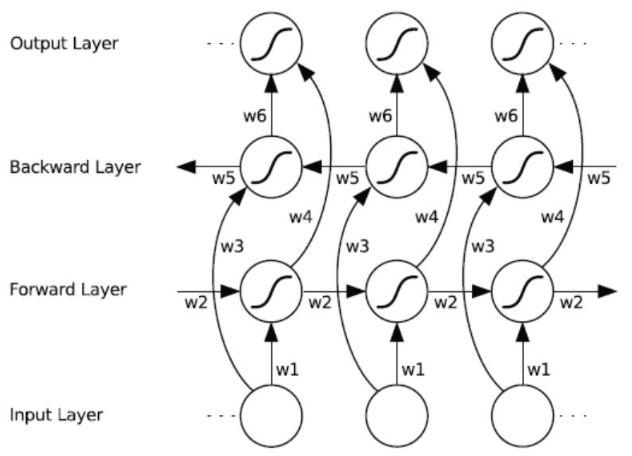 Output Layer
w6 w6 w6
Backward Layer
w5 w5 w5 w5
w4 w4 w4
w3 w3 w3
Forward Layer
w2 w2 w2 w2
w1 w1 w1
Input Layer